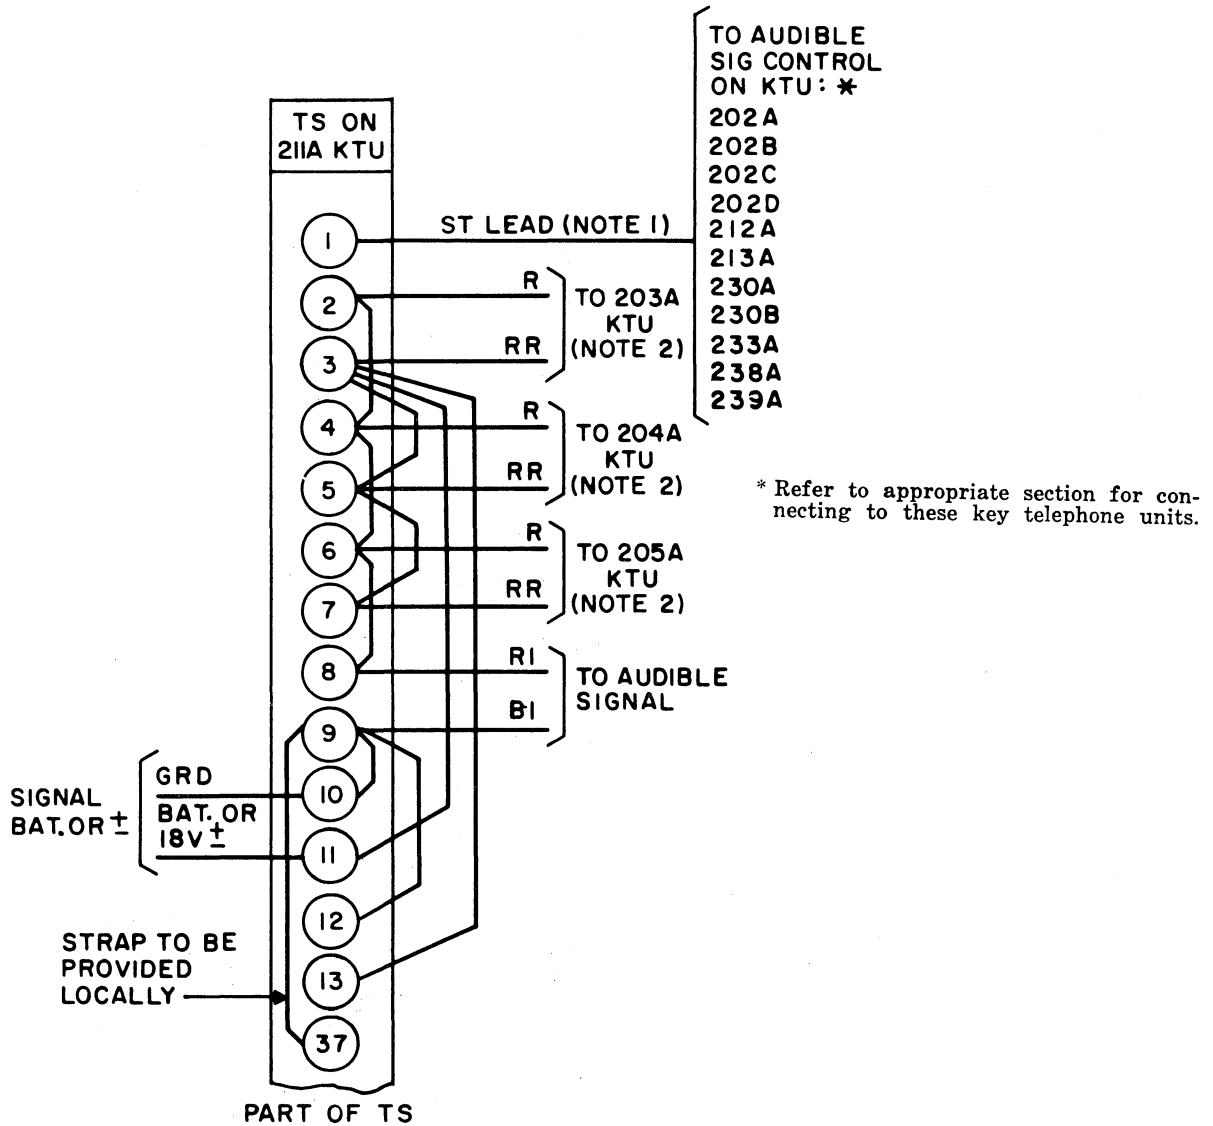 TO AUDIBLE
SIG CONTROL
ON KTU: *
202A
202B
202C
202D
212A
213A
230A
230B
233A
238A
239A
TS ON
211A KTU
1
ST LEAD (NOTE 1)
2
R
3
RR
TO 203A
KTU
(NOTE 2)
4
R
5
RR
TO 204A
KTU
(NOTE 2)
* Refer to appropriate section for con-
necting to these key telephone units.
6
R
7
RR
TO 205A
KTU
(NOTE 2)
8
R1
9
B1
TO AUDIBLE
SIGNAL
SIGNAL
BAT. OR ±
GRD
BAT. OR
18V ±
10
11
12
13
STRAP TO BE
PROVIDED
LOCALLY
37
PART OF TS